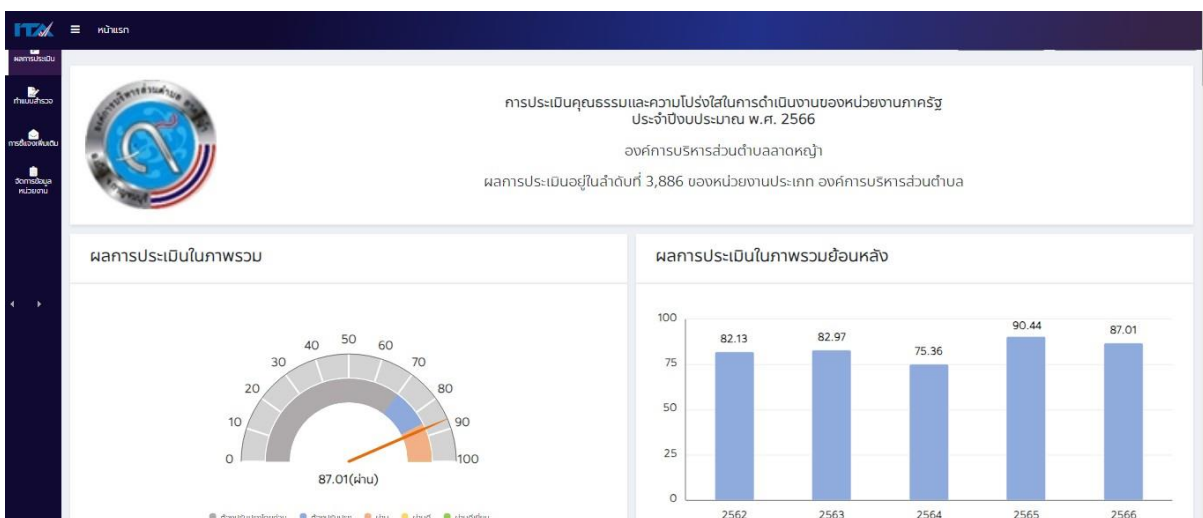 ITA
หน้าแรก
ผลการประเมิน
ทำแบบสำรวจ
การชี้แจงเพิ่มเติม
จัดการข้อมูล
หน่วยงาน
การประเมินคุณธรรมและความโปร่งใสในการดำเนินงานของหน่วยงานภาครัฐ
ประจำปีงบประมาณ พ.ศ. 2566
องค์การบริหารส่วนตำบลลาดหญ้า
ผลการประเมินอยู่ในลำดับที่ 3,886 ของหน่วยงานประเภท องค์การบริหารส่วนตำบล
ผลการประเมินในภาพรวม
0
10
20
30
40
50
60
70
80
90
100
87.01(ผ่าน)
ผลการประเมินในภาพรวมย้อนหลัง
100
75
50
25
0
82.13
82.97
75.36
90.44
87.01
2562
2563
2564
2565
2566